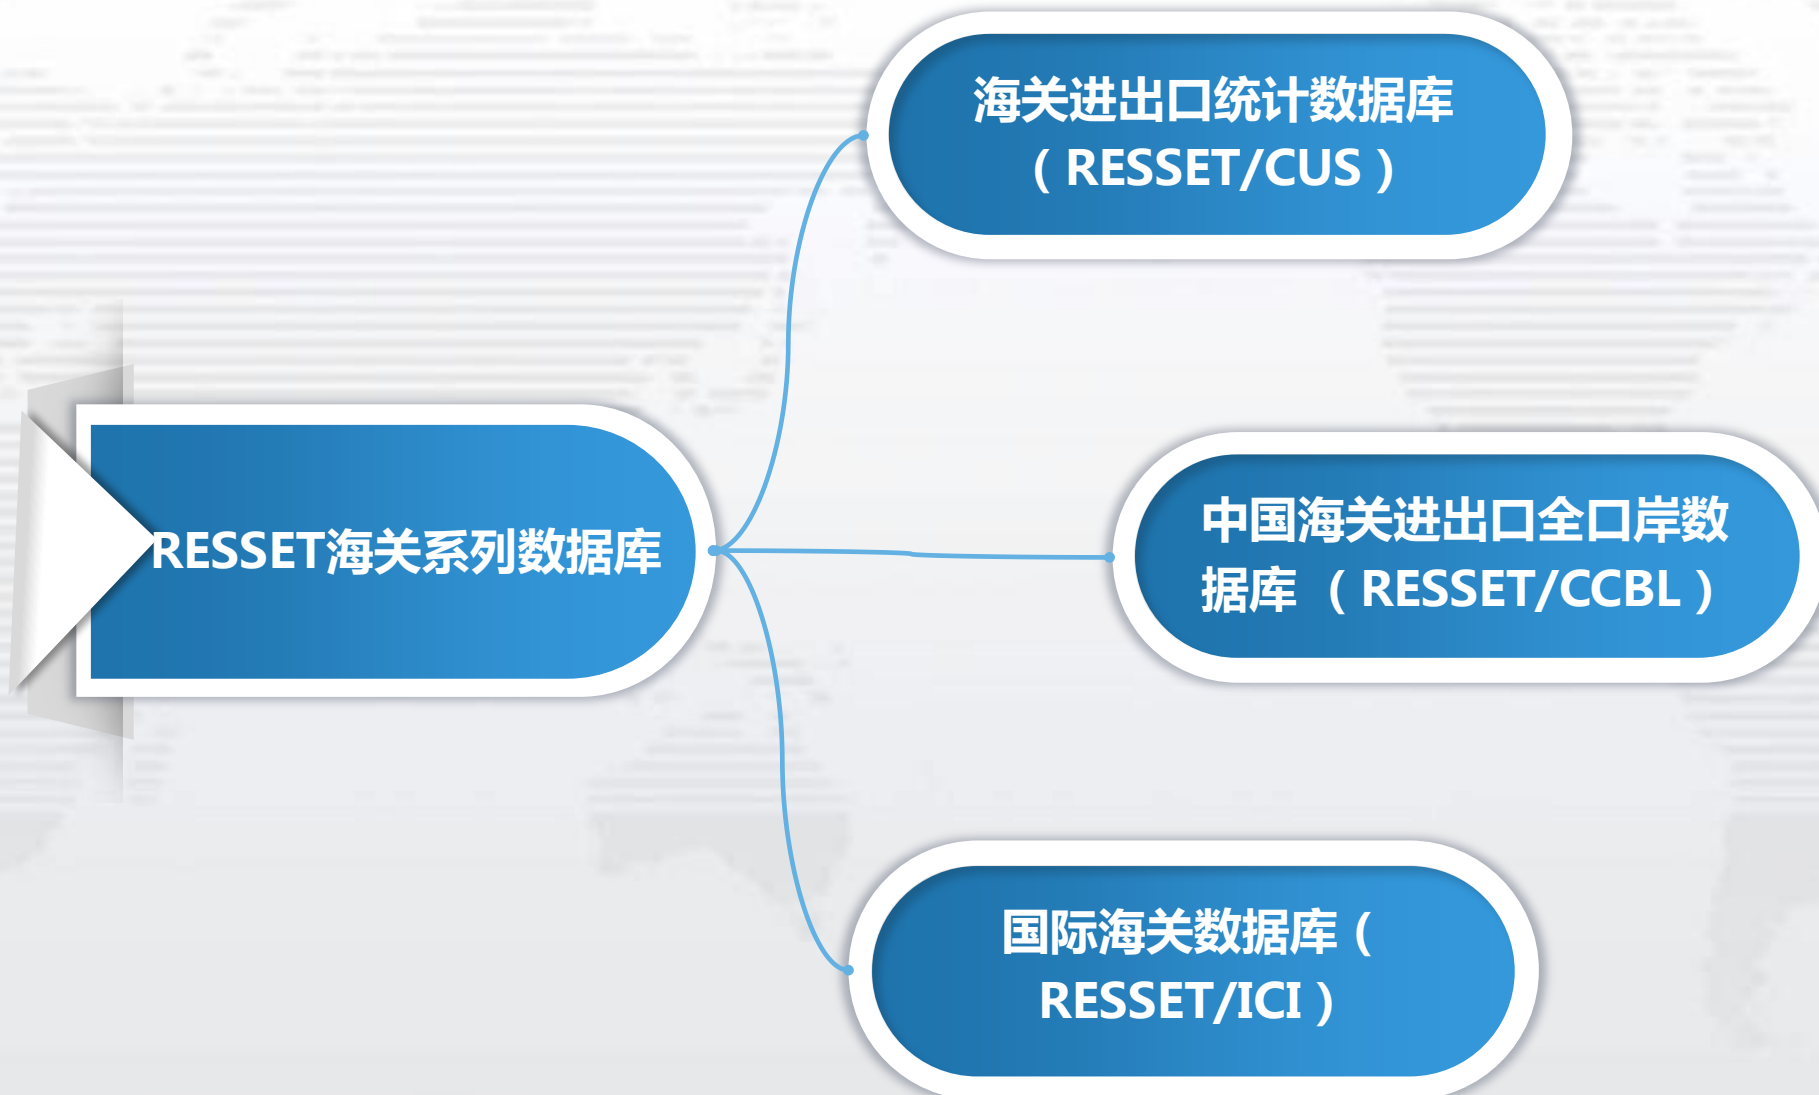 海关进出口统计数据库
（RESSET/CUS）
RESSET海关系列数据库
中国海关进出口全口岸数
据库（RESSET/CCBL）
国际海关数据库（
RESSET/ICI）